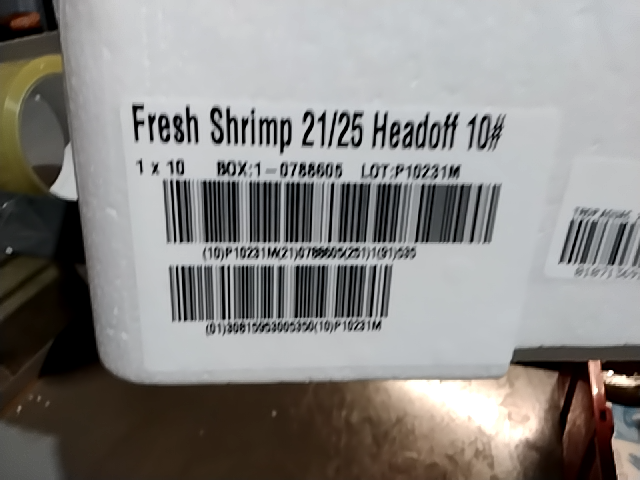 Fresh Shrimp 21/25 Headoff 10#
1 x 10 BOX:1-0788605 LOT:P10231M
(10)P10231M(21)0788605(251)1(91)535
(01)30815953005350(10)P10231M